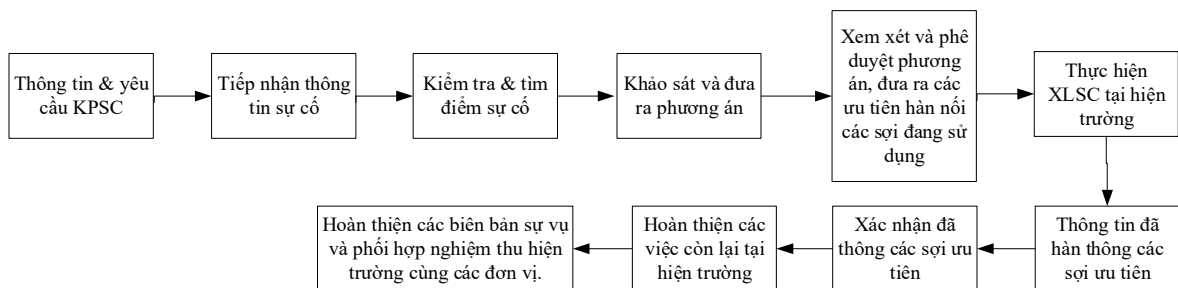 Thông tin & yêu
cầu KPSC
Tiếp nhận thông
tin sự cố
Kiểm tra & tìm
điểm sự cố
Khảo sát và đưa
ra phương án
Xem xét và phê
duyệt phương
án, đưa ra các
ưu tiên hàn nối
các sợi đang sử
dụng
Thực hiện
XLSC tại hiện
trường
Thông tin đã
hàn thông các
sợi ưu tiên
Xác nhận đã
thông các sợi ưu
tiên
Hoàn thiện các
việc còn lại tại
hiện trường
Hoàn thiện các biên bản sự vụ
và phối hợp nghiệm thu hiện
trường cùng các đơn vị.